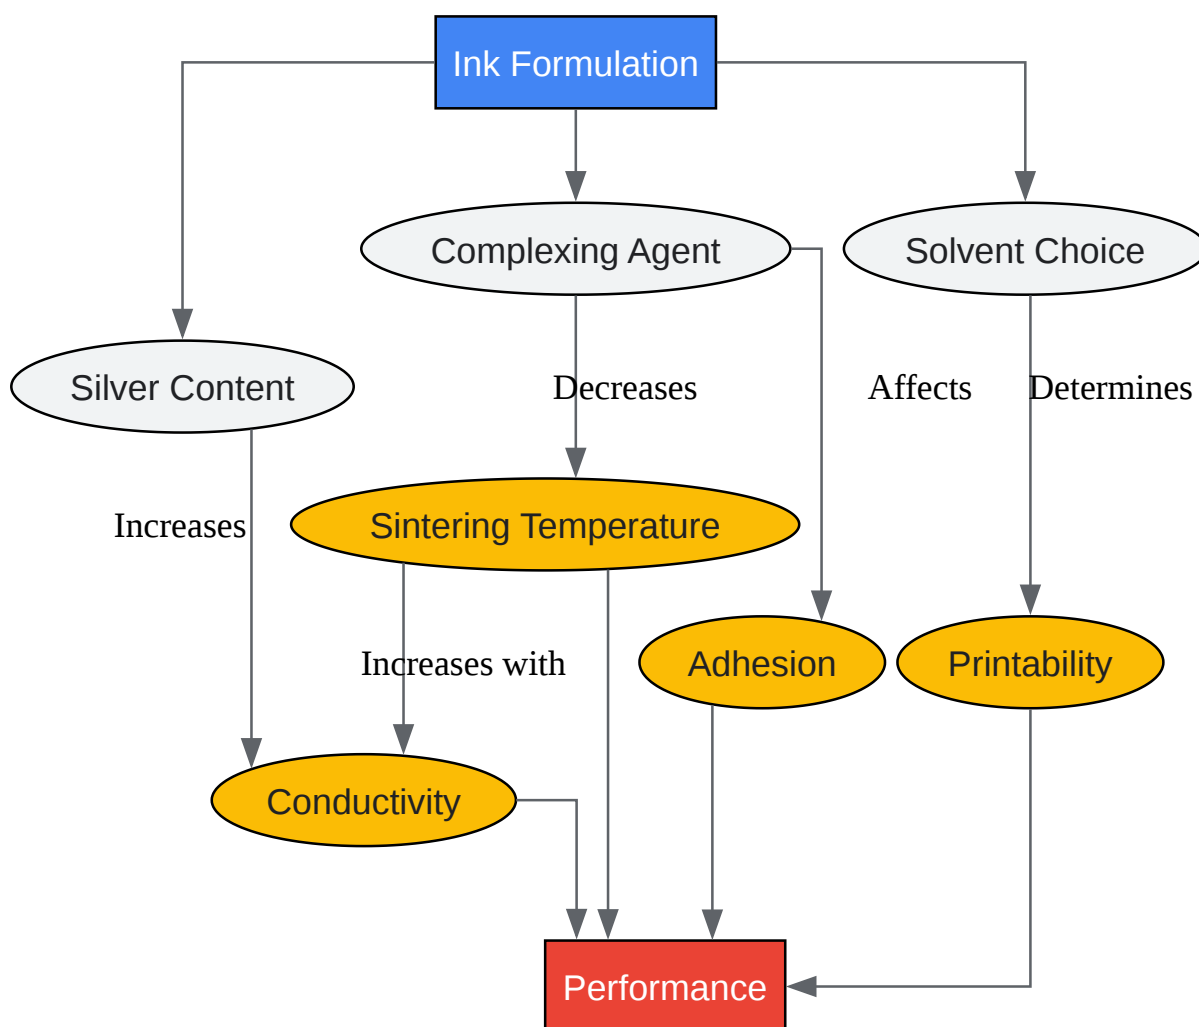 Ink Formulation
Complexing Agent
Solvent Choice
Silver Content
Decreases
Affects
Determines
Increases
Sintering Temperature
Increases with
Adhesion
Printability
Conductivity
Performance